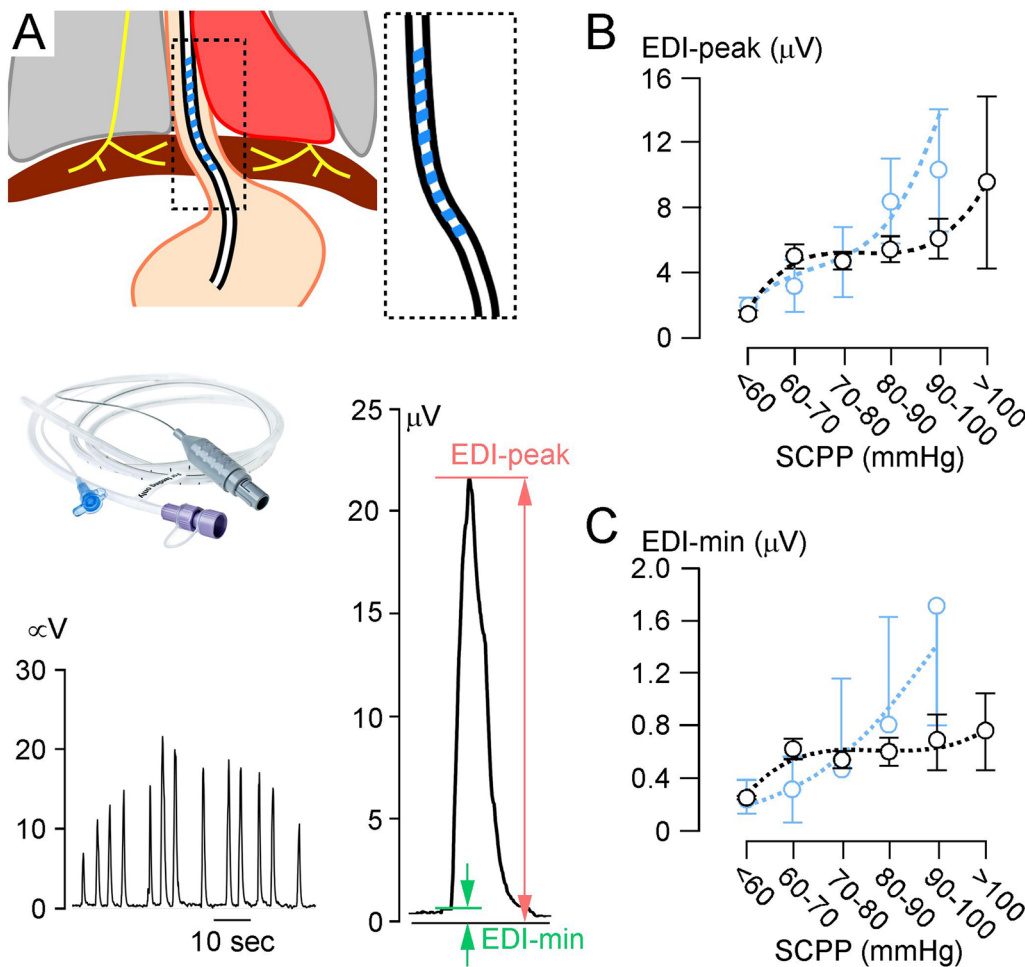 A
For feeding only
∝V
30
20
10
0
10 sec
25
μV
EDI-peak
20
15
10
5
0
EDI-min
B
EDI-peak (μV)
16
12
8
4
0
<60
60-70
70-80
80-90
90-100
>100
SCPP (mmHg)
C
EDI-min (μV)
2.0
1.6
1.2
0.8
0.4
0
<60
60-70
70-80
80-90
90-100
>100
SCPP (mmHg)